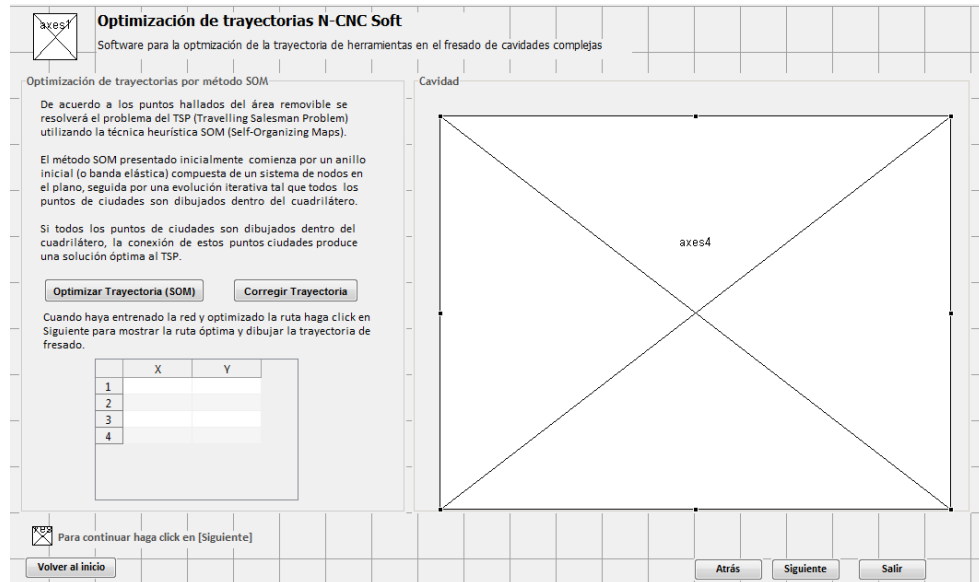 axes1
Optimización de trayectorias N-CNC Soft
Software para la optmización de la trayectoria de herramientas en el fresado de cavidades complejas
Optimización de trayectorias por método SOM
De acuerdo a los puntos hallados del área removible se
resolverá el problema del TSP (Travelling Salesman Problem)
utilizando la técnica heurística SOM (Self-Organizing Maps).
El método SOM presentado inicialmente comienza por un anillo
inicial (o banda elástica) compuesta de un sistema de nodos en
el plano, seguida por una evolución iterativa tal que todos los
puntos de ciudades son dibujados dentro del cuadrilátero.
Si todos los puntos de ciudades son dibujados dentro del
cuadrilátero, la conexión de estos puntos ciudades produce
una solución óptima al TSP.
Optimizar Trayectoria (SOM)
Corregir Trayectoria
Cuando haya entrenado la red y optimizado la ruta haga click en
Siguiente para mostrar la ruta óptima y dibujar la trayectoria de
fresado.
X Y
1
2
3
4
Cavidad
axes4
Para continuar haga click en [Siguiente]
Volver al inicio
Atrás
Siguiente
Salir